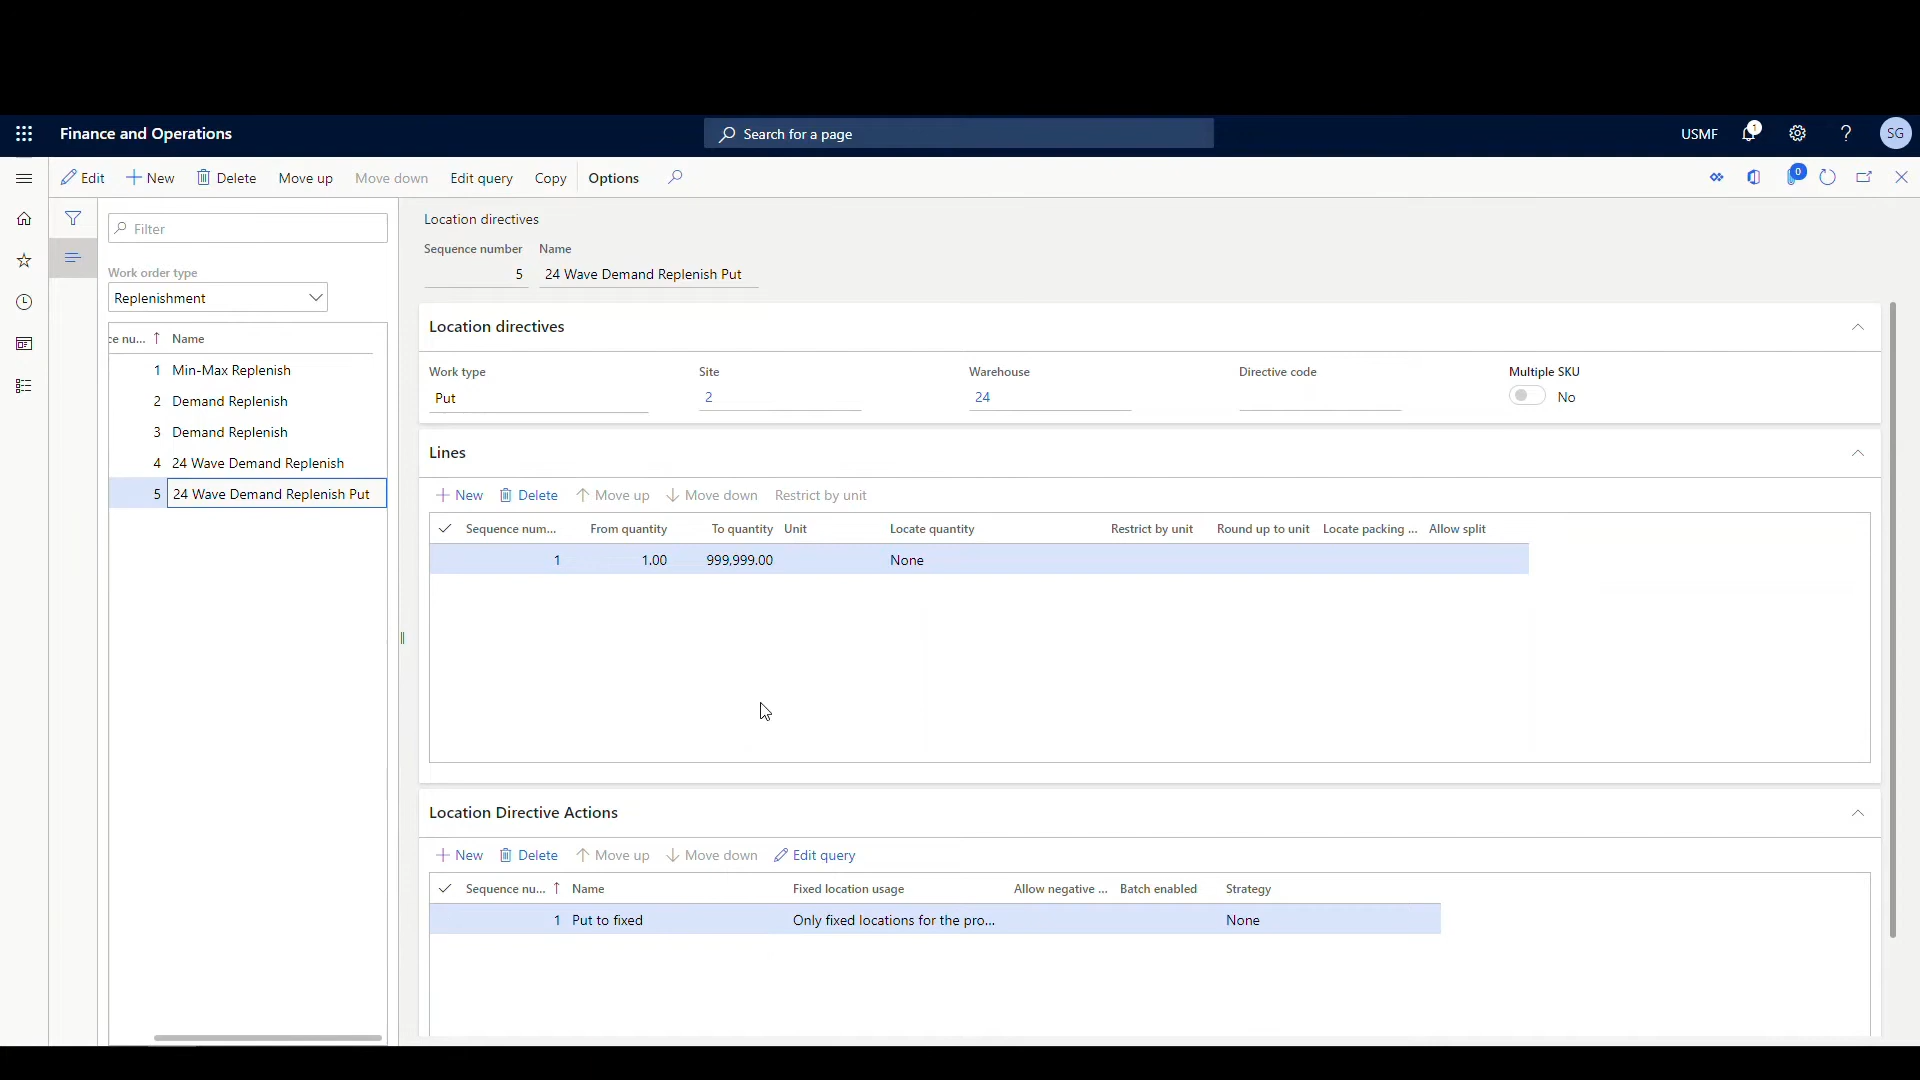 Finance and Operations
Search for a page
USMF
1
SG
Edit
New
Delete
Move up
Move down
Edit query
Copy
Options
0
Filter
Work order type
Replenishment
ce nu... Name
1 Min-Max Replenish
2 Demand Replenish
3 Demand Replenish
4 24 Wave Demand Replenish
5 24 Wave Demand Replenish Put
Location directives
Sequence number Name
5 24 Wave Demand Replenish Put
Location directives
Work type Site Warehouse Directive code Multiple SKU
Put 2 24 No
Lines
New Delete Move up Move down Restrict by unit
Sequence num... From quantity To quantity Unit Locate quantity Restrict by unit Round up to unit Locate packing ... Allow split
1 1.00 999,999.00 None
Location Directive Actions
New Delete Move up Move down Edit query
Sequence nu... Name Fixed location usage Allow negative ... Batch enabled Strategy
1 Put to fixed Only fixed locations for the pro... None